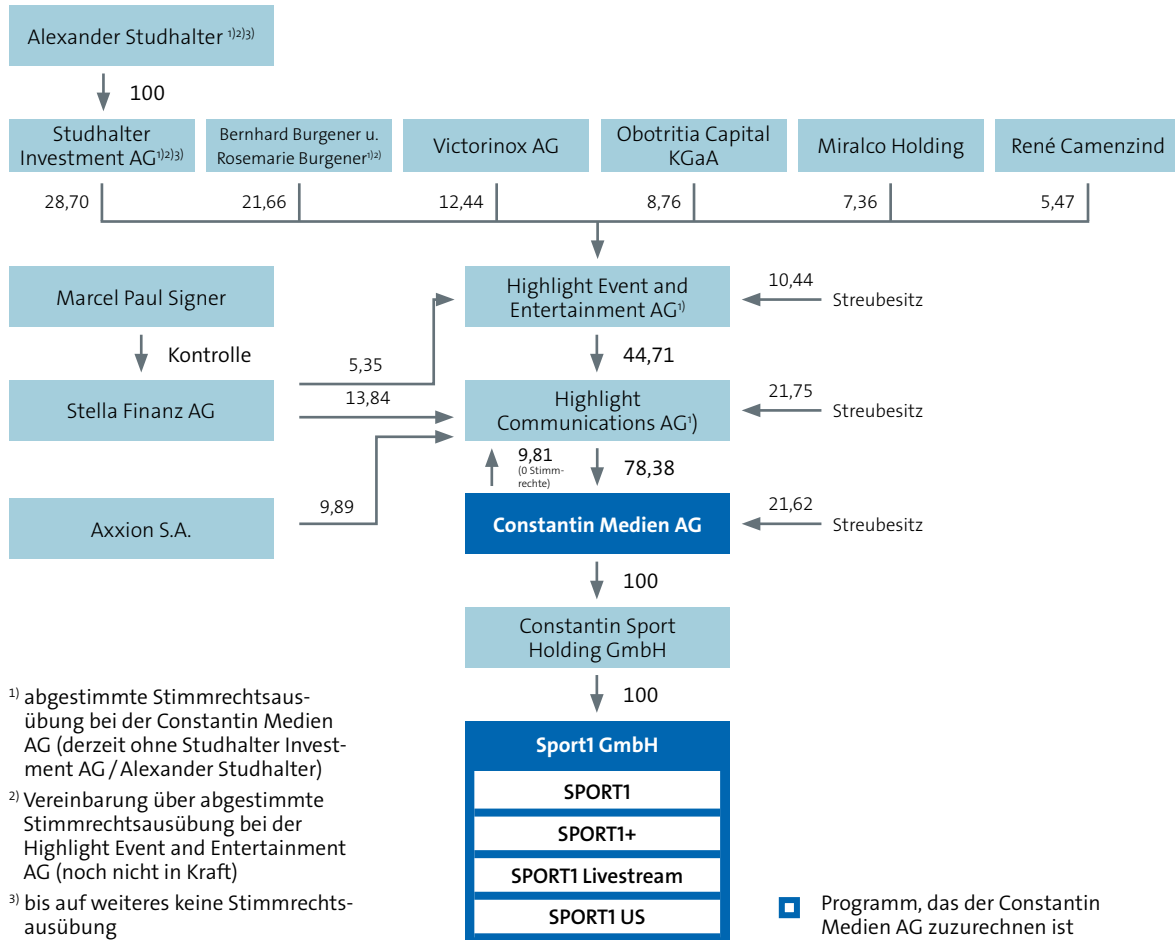 Alexander Studhalter 1)2)3)
100
Studhalter
Investment AG1)2)3)
Bernhard Burgener u.
Rosemarie Burgener1)2)
Victorinox AG
Obotritia Capital
KGaA
Miralco Holding
René Camenzind
28,70
21,66
12,44
8,76
7,36
5,47
Marcel Paul Signer
Highlight Event and
Entertainment AG1)
10,44
Streubesitz
Kontrolle
5,35
44,71
Stella Finanz AG
13,84
Highlight
Communications AG1)
21,75
Streubesitz
9,81
(0 Stimm-
rechte)
78,38
Axxion S.A.
9,89
Constantin Medien AG
21,62
Streubesitz
100
Constantin Sport
Holding GmbH
100
Sport1 GmbH
SPORT1
SPORT1+
SPORT1 Livestream
SPORT1 US
1) abgestimmte Stimmrechtsaus-
übung bei der Constantin Medien
AG (derzeit ohne Studhalter Invest-
ment AG / Alexander Studhalter)
2) Vereinbarung über abgestimmte
Stimmrechtsausübung bei der
Highlight Event and Entertainment
AG (noch nicht in Kraft)
3) bis auf weiteres keine Stimmrechts-
ausübung
Programm, das der Constantin
Medien AG zuzurechnen ist